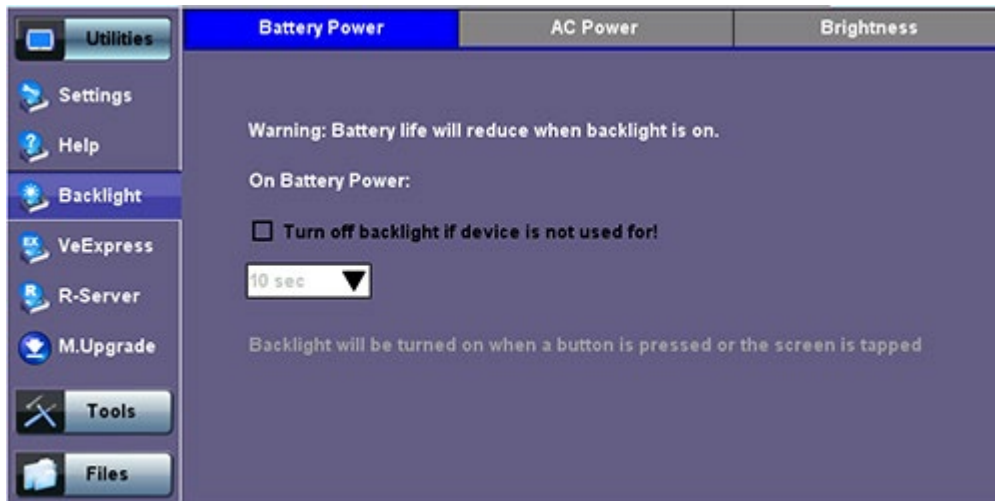 Utilities
Battery Power
AC Power
Brightness
Settings
Help
Backlight
VeExpress
R-Server
M.Upgrade
Tools
Files
Warning: Battery life will reduce when backlight is on.
On Battery Power:
Turn off backlight if device is not used for!
10 sec
Backlight will be turned on when a button is pressed or the screen is tapped